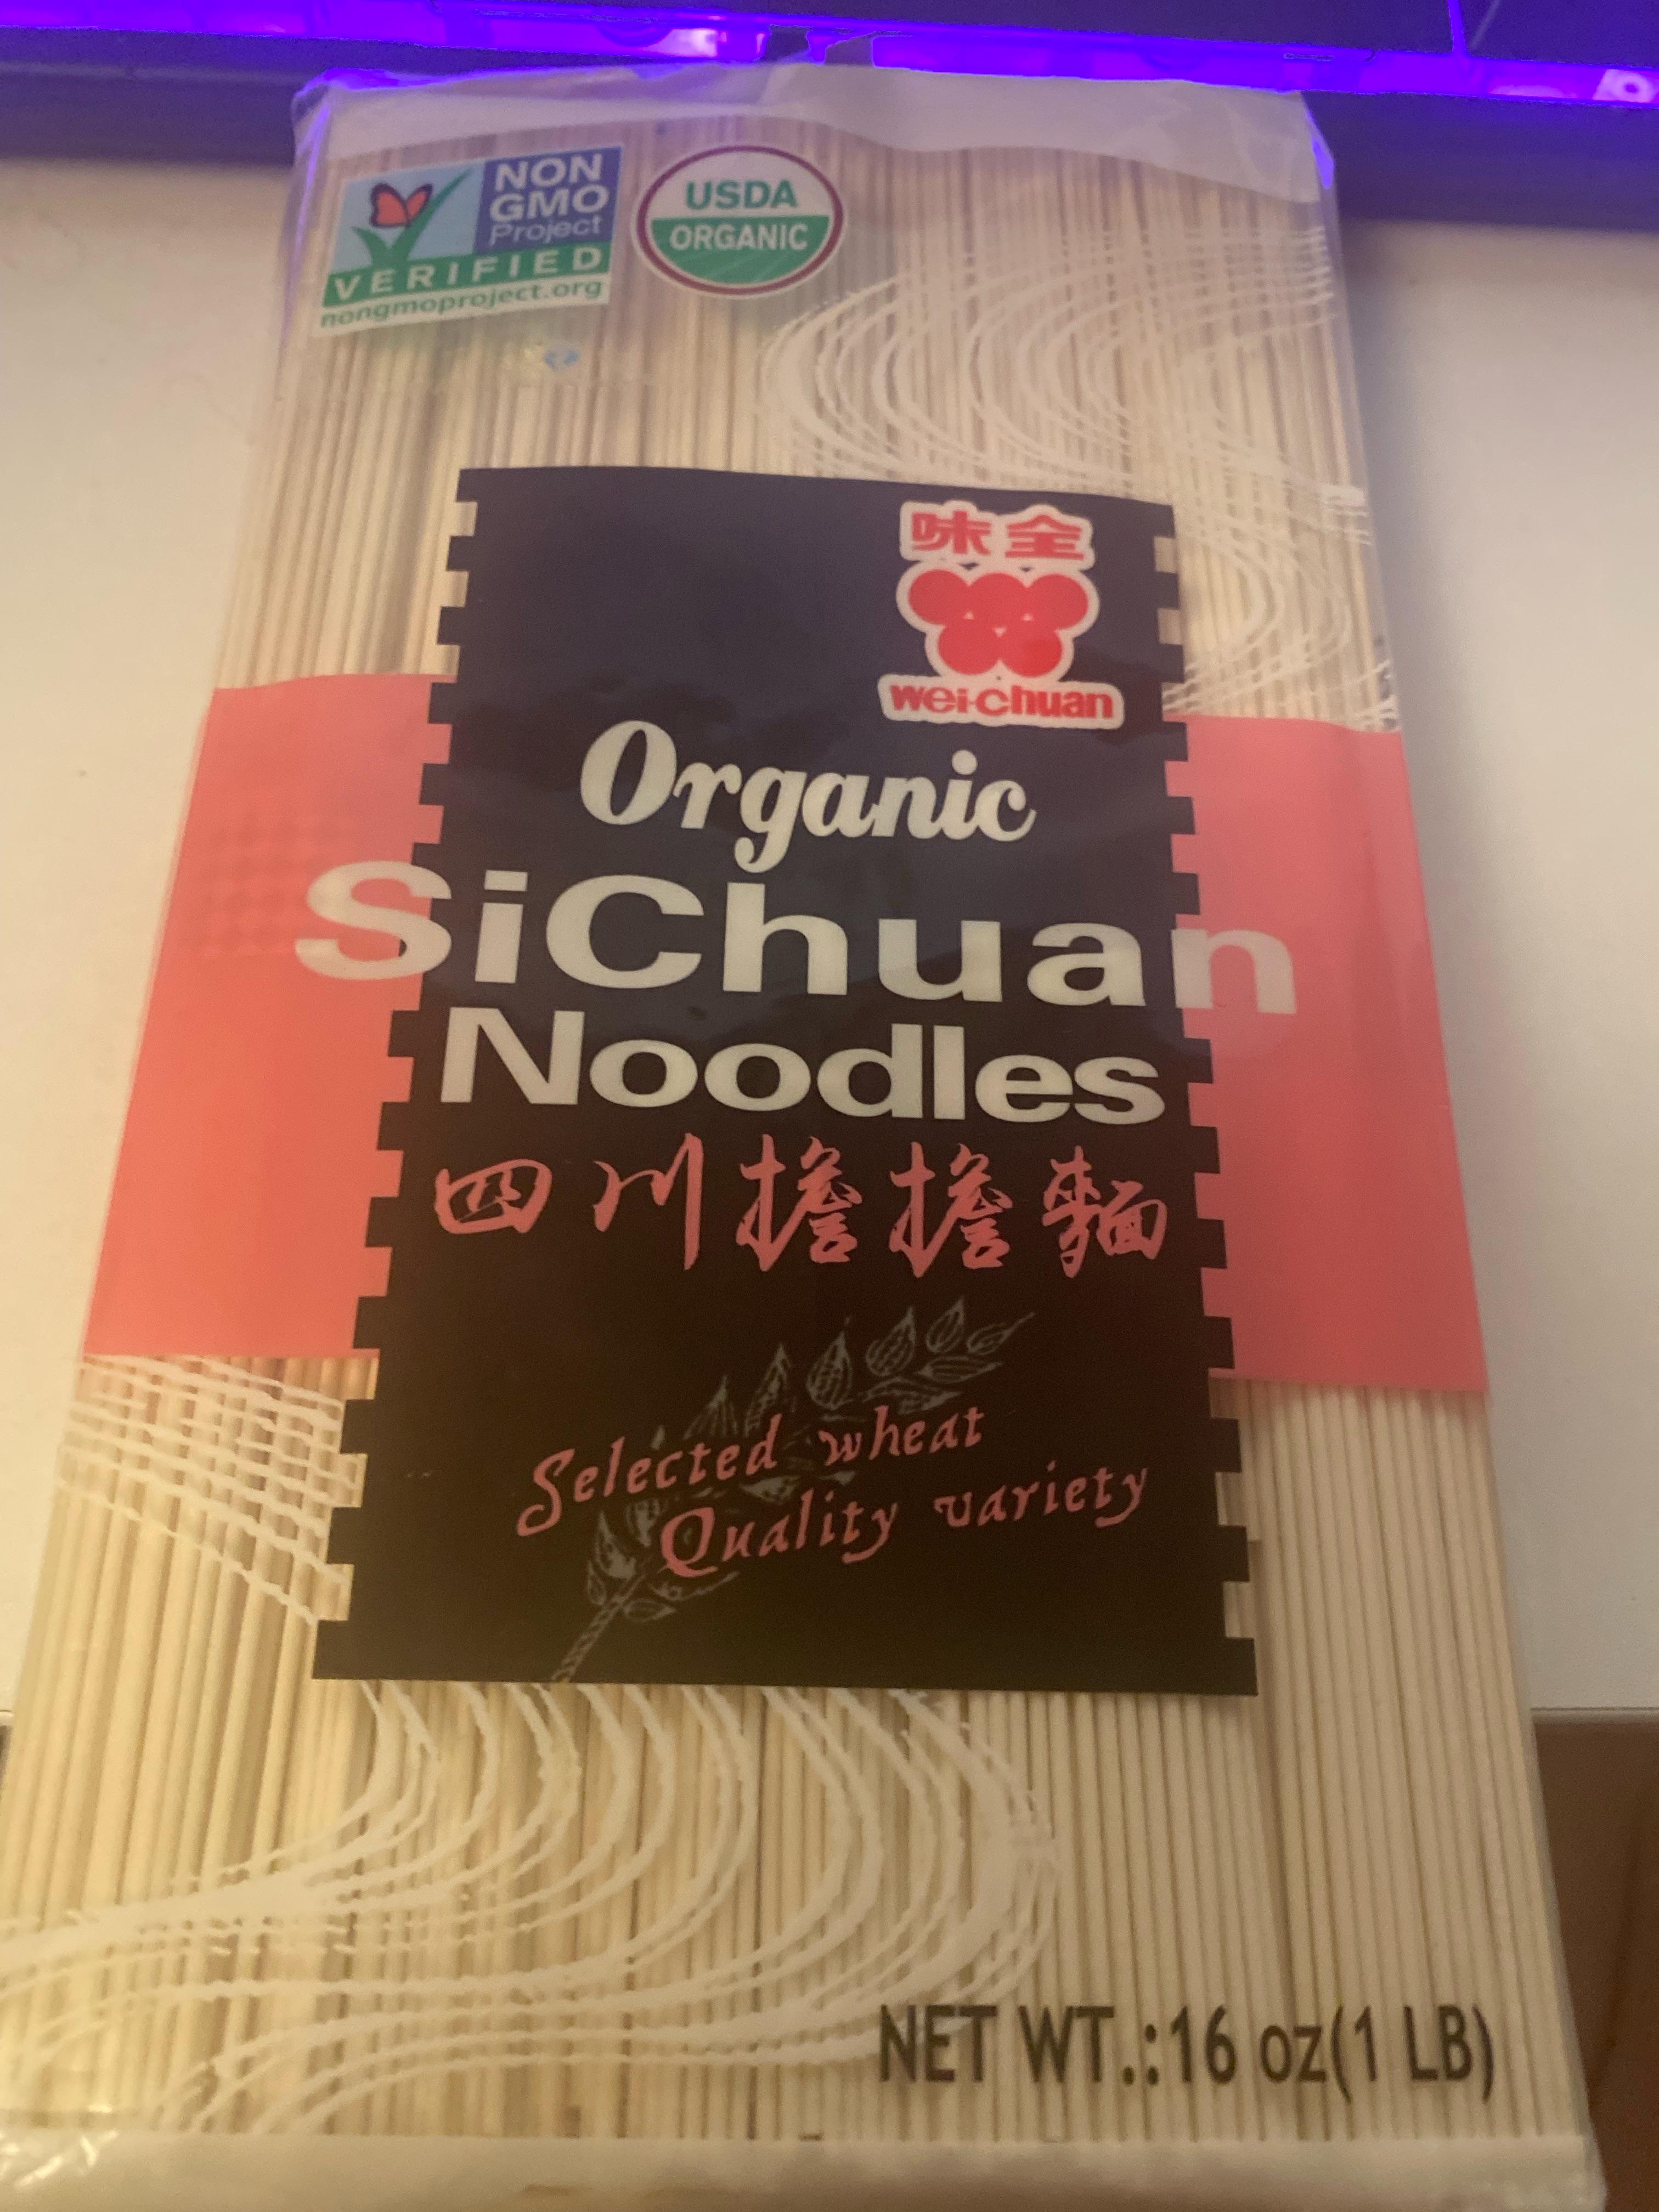 NON
GMO
Project
VERIFIED
nongmoproject.org
USDA
ORGANIC
味全
wei-chuan
Organic
SiChuan
Noodles
四川擔擔麵
Selected wheat
Quality variety
NET WT.:16 oz(1 LB)